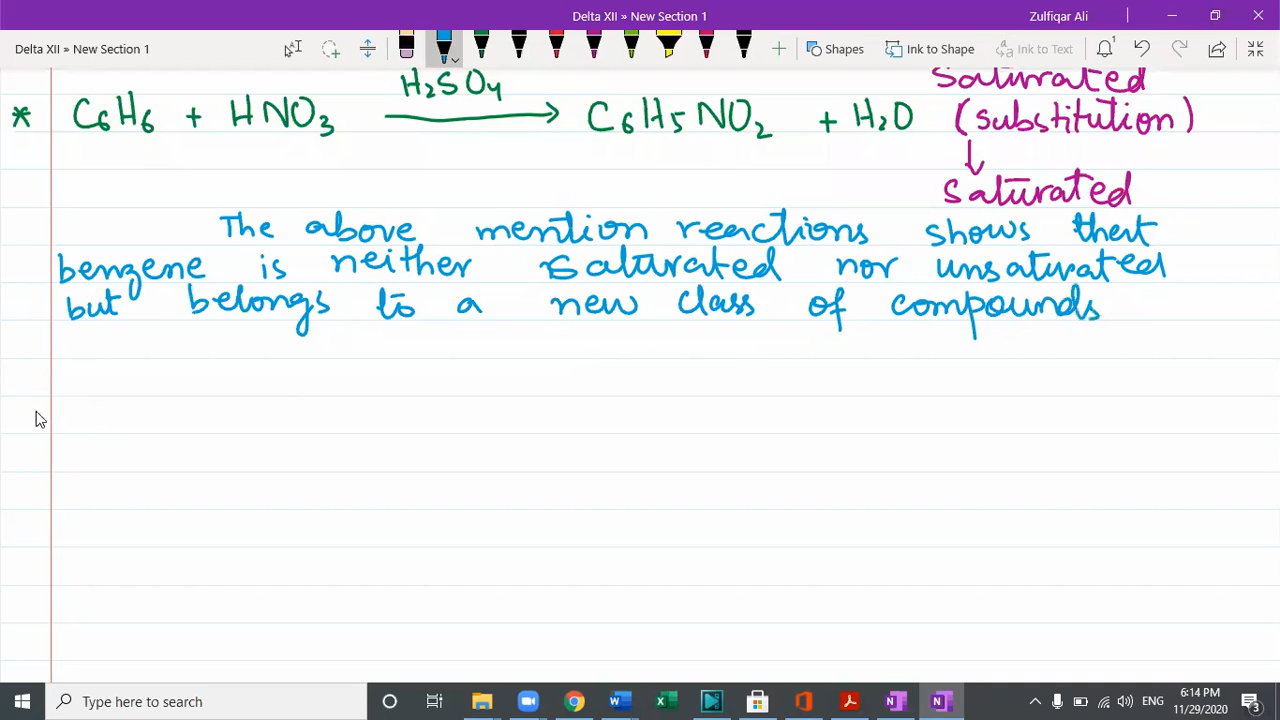 Delta XII » New Section 1
Zulfiqar Ali
Delta XII » New Section 1
Shapes
Ink to Shape
Ink to Text
1
Saturated
H₂SO₄
* C₆H₆ + HNO₃ ⟶ C₆H₅NO₂ + H₂O (substitution)
↓
Saturated
The above mention reactions shows that
benzene is neither saturated nor unsaturated
but belongs to a new class of compounds
Type here to search
ENG
6:14 PM
11/29/2020
3